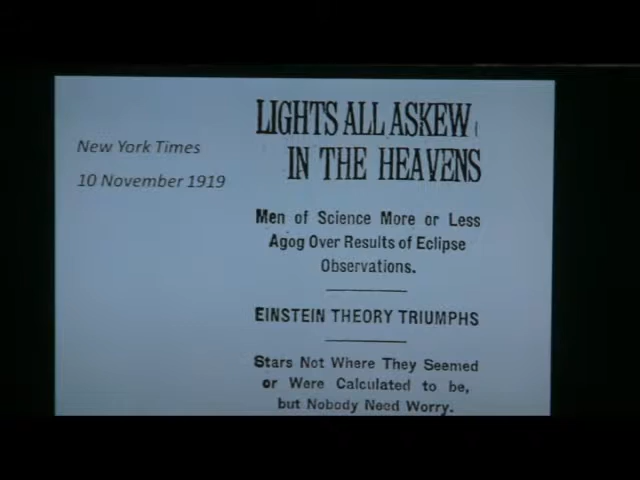 New York Times
10 November 1919
LIGHTS ALL ASKEW
IN THE HEAVENS
Men of Science More or Less
Agog Over Results of Eclipse
Observations.
EINSTEIN THEORY TRIUMPHS
Stars Not Where They Seemed
or Were Calculated to be,
but Nobody Need Worry.